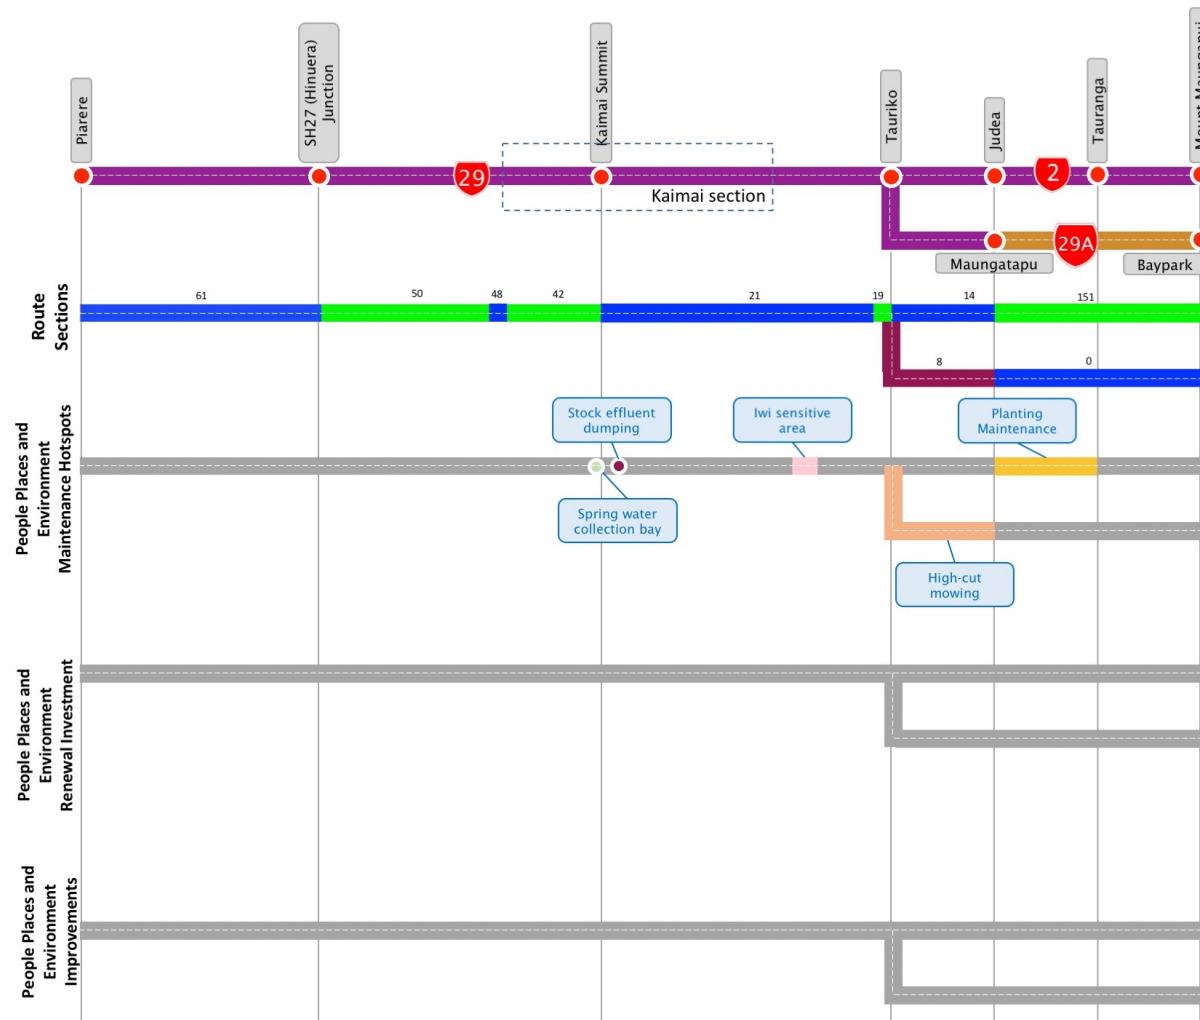 Piarere
SH27 (Hinuera)
Junction
Kaimai Summit
Tauriko
Judea
Tauranga
29
2
Kaimai section
29A
Maungatapu
Baypark
Route
Sections
61
50
48
42
21
19
14
151
8
0
People Places and
Environment
Maintenance Hotspots
Stock effluent
dumping
Iwi sensitive
area
Planting
Maintenance
Spring water
collection bay
High-cut
mowing
People Places and
Environment
Renewal Investment
People Places and
Environment
Improvements